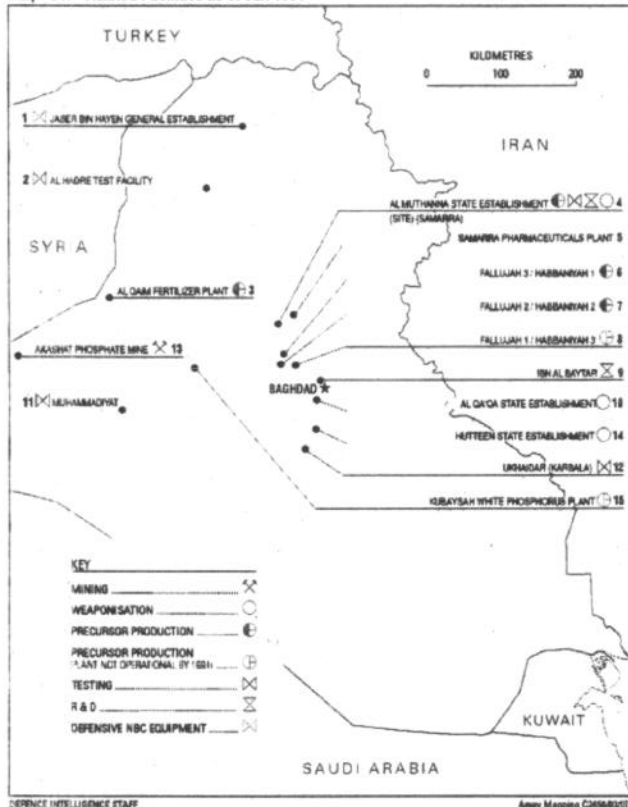 TURKEY
KILOMETRES
0 100 200
IRAN
1 JABER BIN HAYEN GENERAL ESTABLISHMENT
2 AL HADRE TEST FACILITY
SYRIA
AL MUTHANNA STATE ESTABLISHMENT 4
(SITE) (SAMARRA)
SAMARRA PHARMACEUTICALS PLANT 5
FALLUJAH 3 / HABBANIYAH 1 6
AL QAIM FERTILIZER PLANT 3
FALLUJAH 2 / HABBANIYAH 2 7
FALLUJAH 1 / HABBANIYAH 3 8
AKASHAT PHOSPHATE MINE 13
IBN AL BAYTAR 9
BAGHDAD
11 MUHAMMADIYAT
AL QA'QA STATE ESTABLISHMENT 10
HUTTEEN STATE ESTABLISHMENT 14
UKHAIDAR (KARBALA) 12
KUBAYSAH WHITE PHOSPHORUS PLANT 15
KEY
MINING
WEAPONISATION
PRECURSOR PRODUCTION
PRECURSOR PRODUCTION
(PLANT NOT OPERATIONAL BY 1991)
TESTING
R & D
DEFENSIVE NBC EQUIPMENT
KUWAIT
SAUDI ARABIA
DEFENCE INTELLIGENCE STAFF
Army Mapping